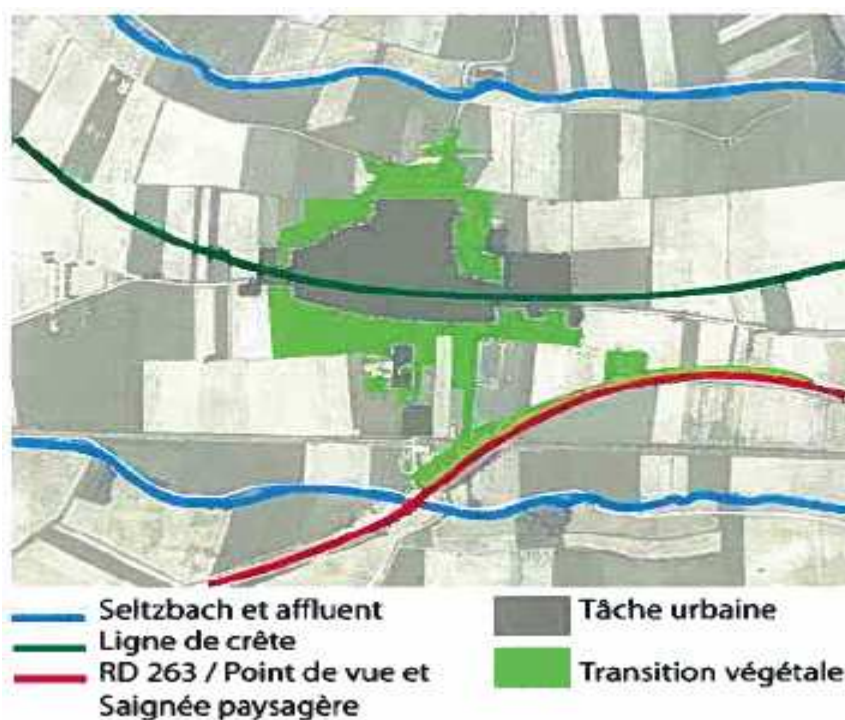 Seltzbach et affluent
Ligne de crête
RD 263 / Point de vue et
Saignée paysagère
Tâche urbaine
Transition végétale